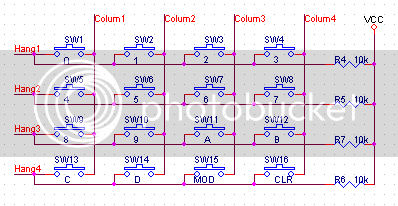 Colum1 Colum2 Colum3 Colum4 VCC
SW1 SW2 SW3 SW4
Hang1 0 1 2 3 R4 10k
SW5 SW6 SW7 SW8
Hang2 4 5 6 7 R5 10k
SW9 SW10 SW11 SW12
Hang3 8 9 A B R7 10k
SW13 SW14 SW15 SW16
Hang4 C D MOD CLR R6 10k
photobucket